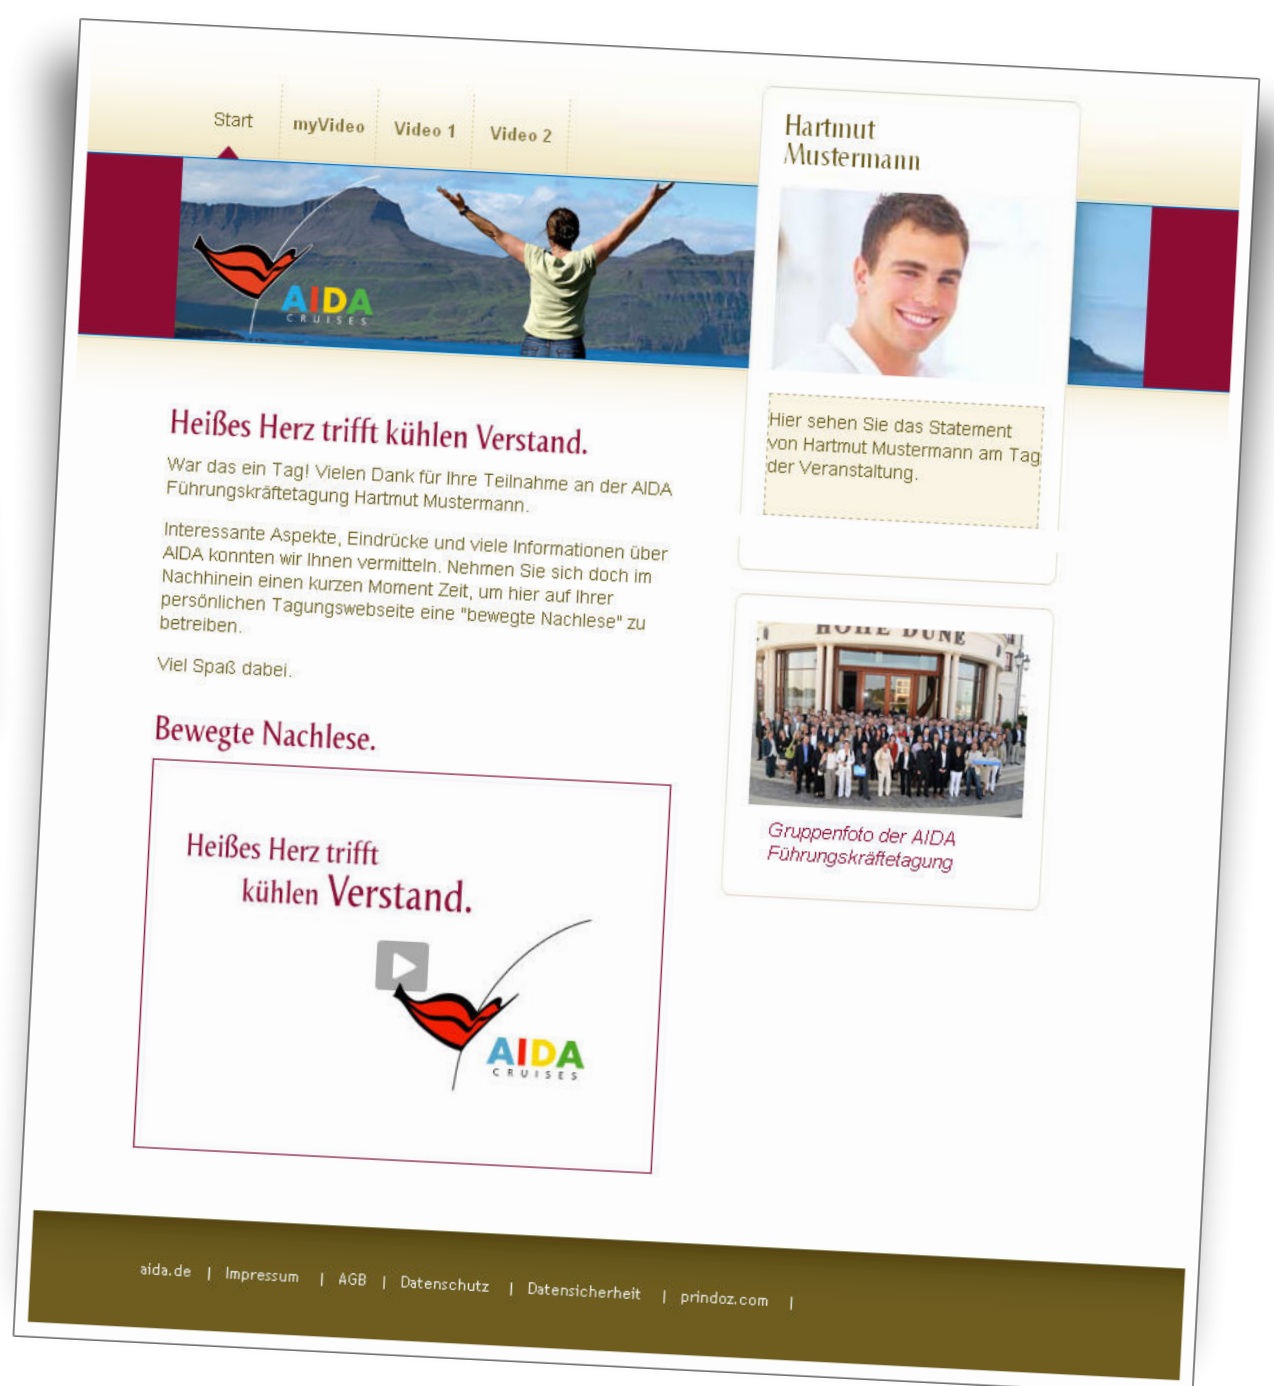 Start
myVideo
Video 1
Video 2
AIDA
CRUISES
Hartmut
Mustermann
Hier sehen Sie das Statement
von Hartmut Mustermann am Tag
der Veranstaltung.
Heißes Herz trifft kühlen Verstand.
War das ein Tag! Vielen Dank für Ihre Teilnahme an der AIDA
Führungskräftetagung Hartmut Mustermann.
Interessante Aspekte, Eindrücke und viele Informationen über
AIDA konnten wir Ihnen vermitteln. Nehmen Sie sich doch im
Nachhinein einen kurzen Moment Zeit, um hier auf Ihrer
persönlichen Tagungswebseite eine "bewegte Nachlese" zu
betreiben.
Viel Spaß dabei.
HOHE DÜNE
Gruppenfoto der AIDA
Führungskräftetagung
Bewegte Nachlese.
Heißes Herz trifft
kühlen Verstand.
AIDA
CRUISES
aida.de | Impressum | AGB | Datenschutz | Datensicherheit | prindoz.com |